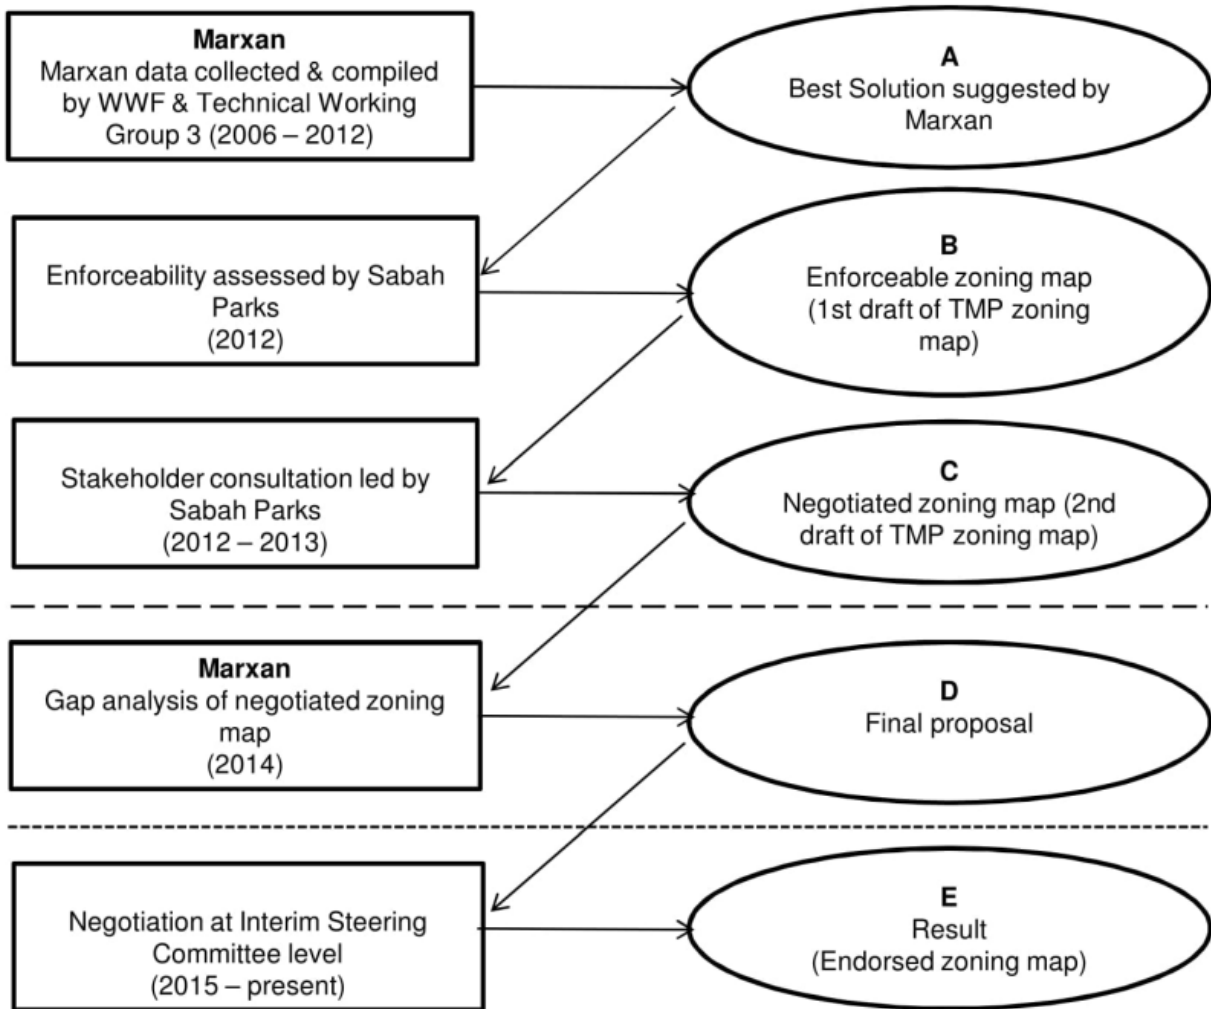 Marxan
Marxan data collected & compiled
by WWF & Technical Working
Group 3 (2006 – 2012)
A
Best Solution suggested by
Marxan
Enforceability assessed by Sabah
Parks
(2012)
B
Enforceable zoning map
(1st draft of TMP zoning
map)
Stakeholder consultation led by
Sabah Parks
(2012 – 2013)
C
Negotiated zoning map (2nd
draft of TMP zoning map)
Marxan
Gap analysis of negotiated zoning
map
(2014)
D
Final proposal
Negotiation at Interim Steering
Committee level
(2015 – present)
E
Result
(Endorsed zoning map)